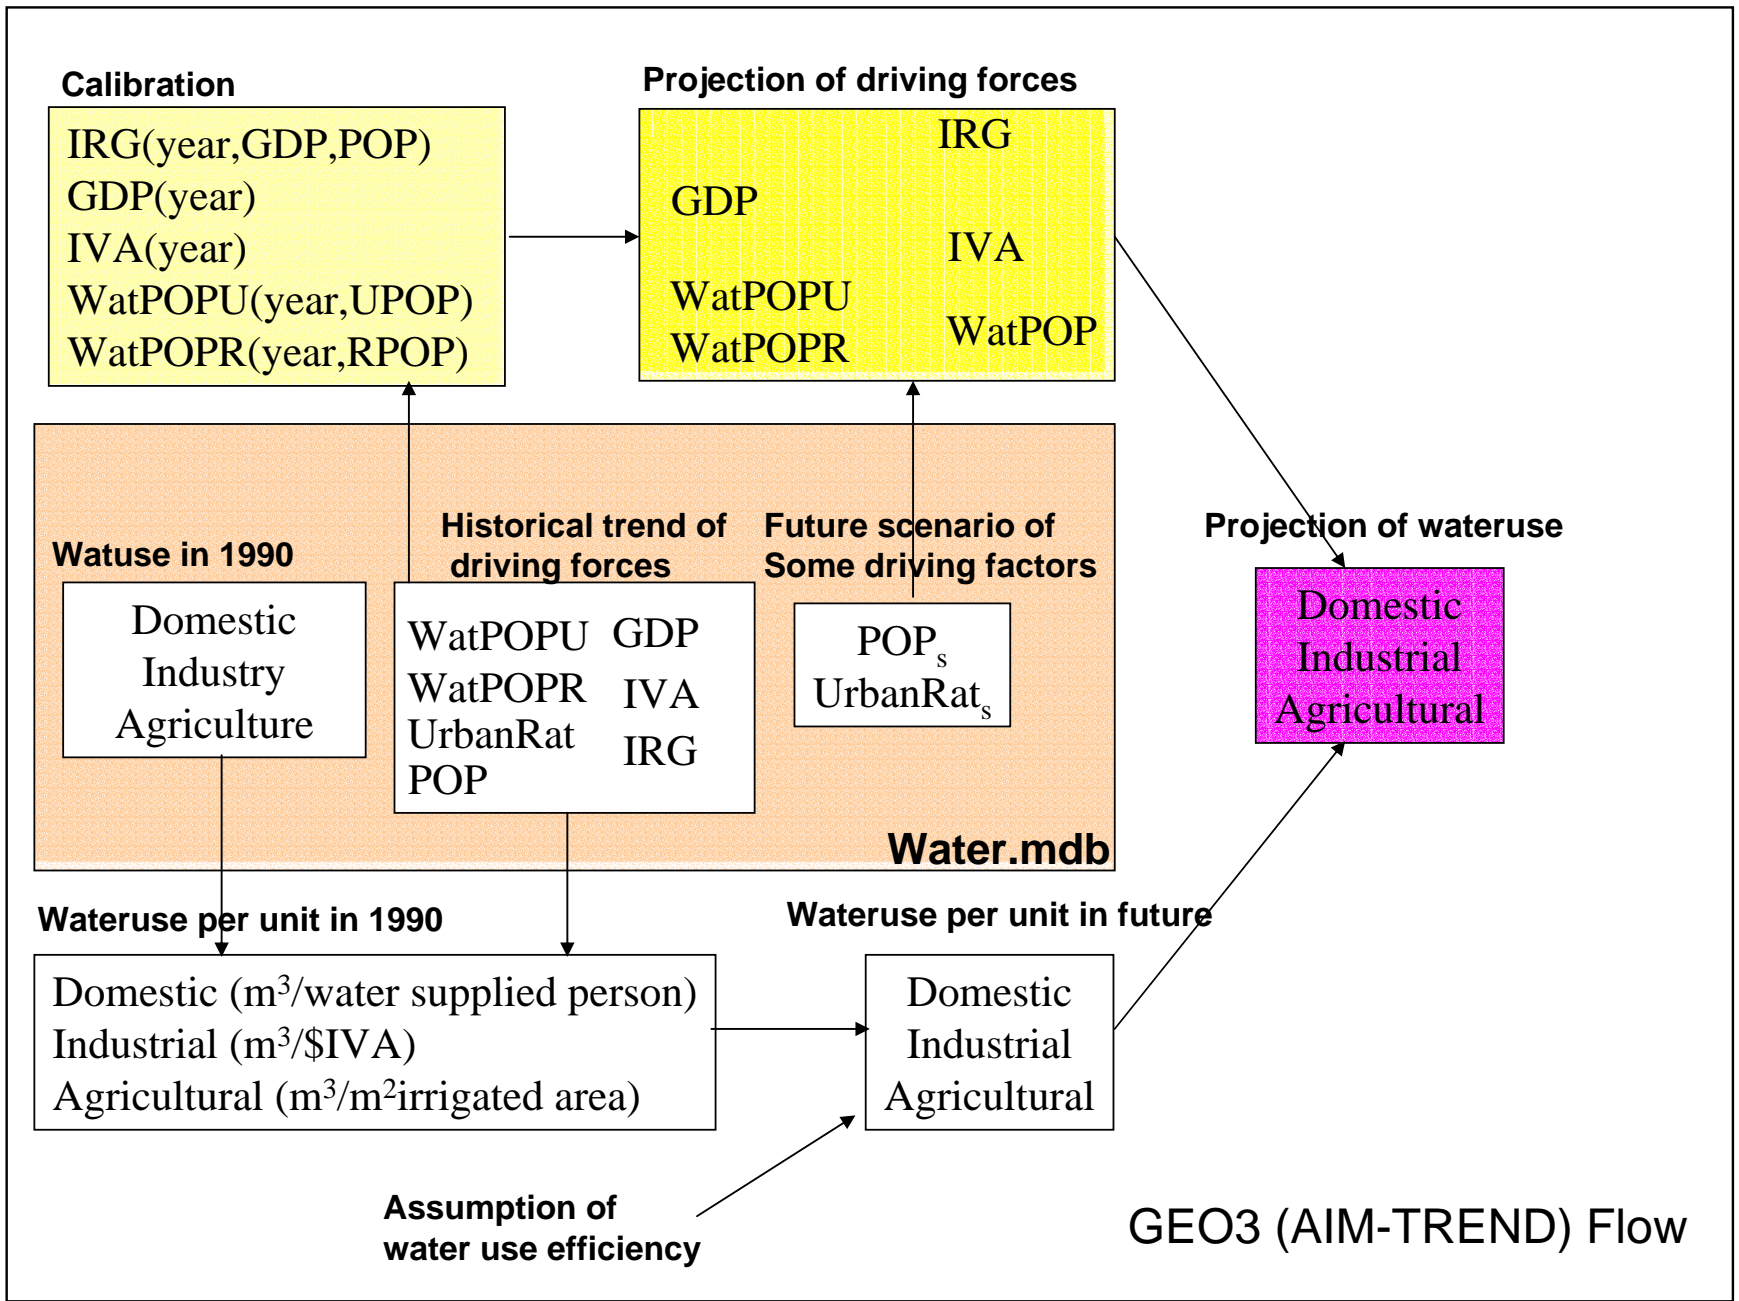 Calibration
IRG(year,GDP,POP)
GDP(year)
IVA(year)
WatPOPU(year,UPOP)
WatPOPR(year,RPOP)
Projection of driving forces
IRG
GDP
IVA
WatPOPU
WatPOP
WatPOPR
Watuse in 1990
Domestic
Industry
Agriculture
Historical trend of
driving forces
WatPOPU GDP
WatPOPR IVA
UrbanRat
IRG
POP
Future scenario of
Some driving factors
POPs
UrbanRats
Water.mdb
Projection of wateruse
Domestic
Industrial
Agricultural
Wateruse per unit in 1990
Domestic (m³/water supplied person)
Industrial (m³/$IVA)
Agricultural (m³/m²irrigated area)
Wateruse per unit in future
Domestic
Industrial
Agricultural
Assumption of
water use efficiency
GEO3 (AIM-TREND) Flow